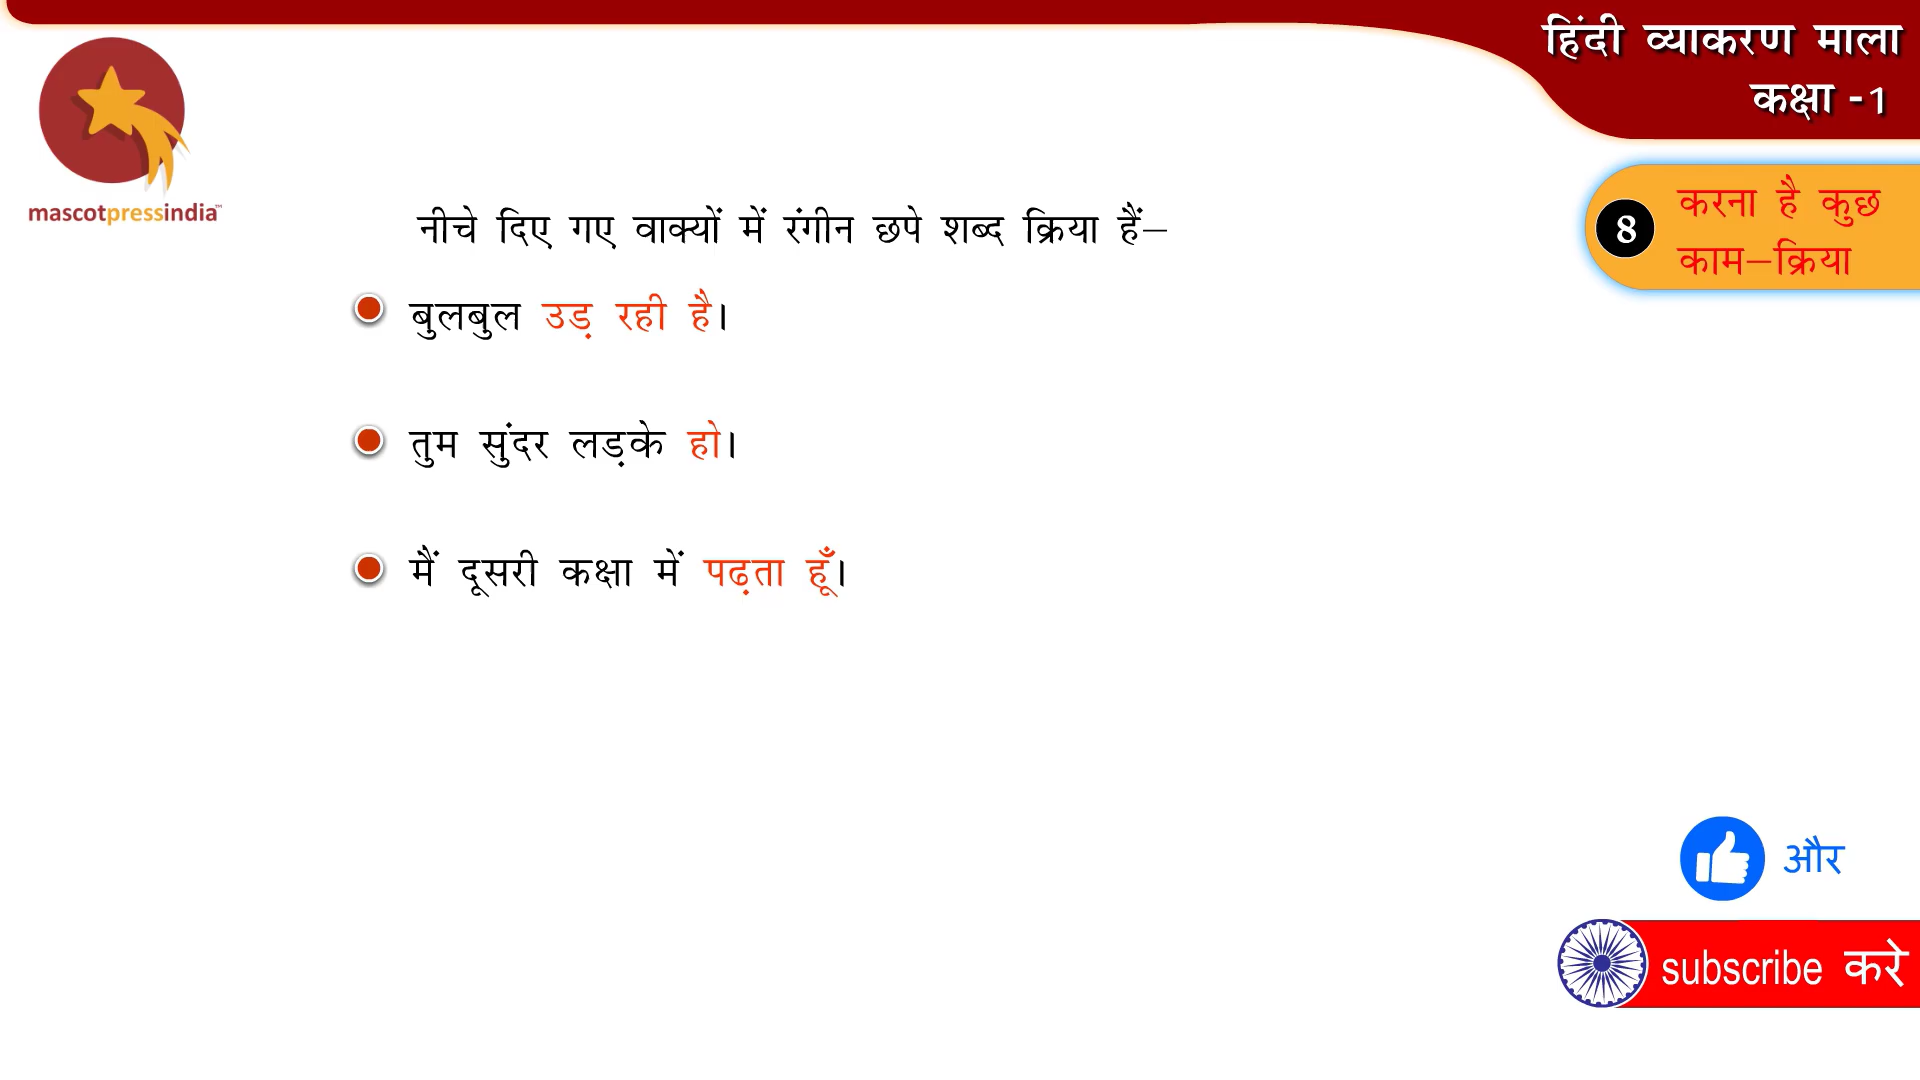 हिंदी व्याकरण माला
कक्षा -1
mascotpressindia™
8
करना है कुछ
काम–क्रिया
नीचे दिए गए वाक्यों में रंगीन छपे शब्द क्रिया हैं–
बुलबुल उड़ रही है।
तुम सुंदर लड़के हो।
मैं दूसरी कक्षा में पढ़ता हूँ।
और
subscribe करे